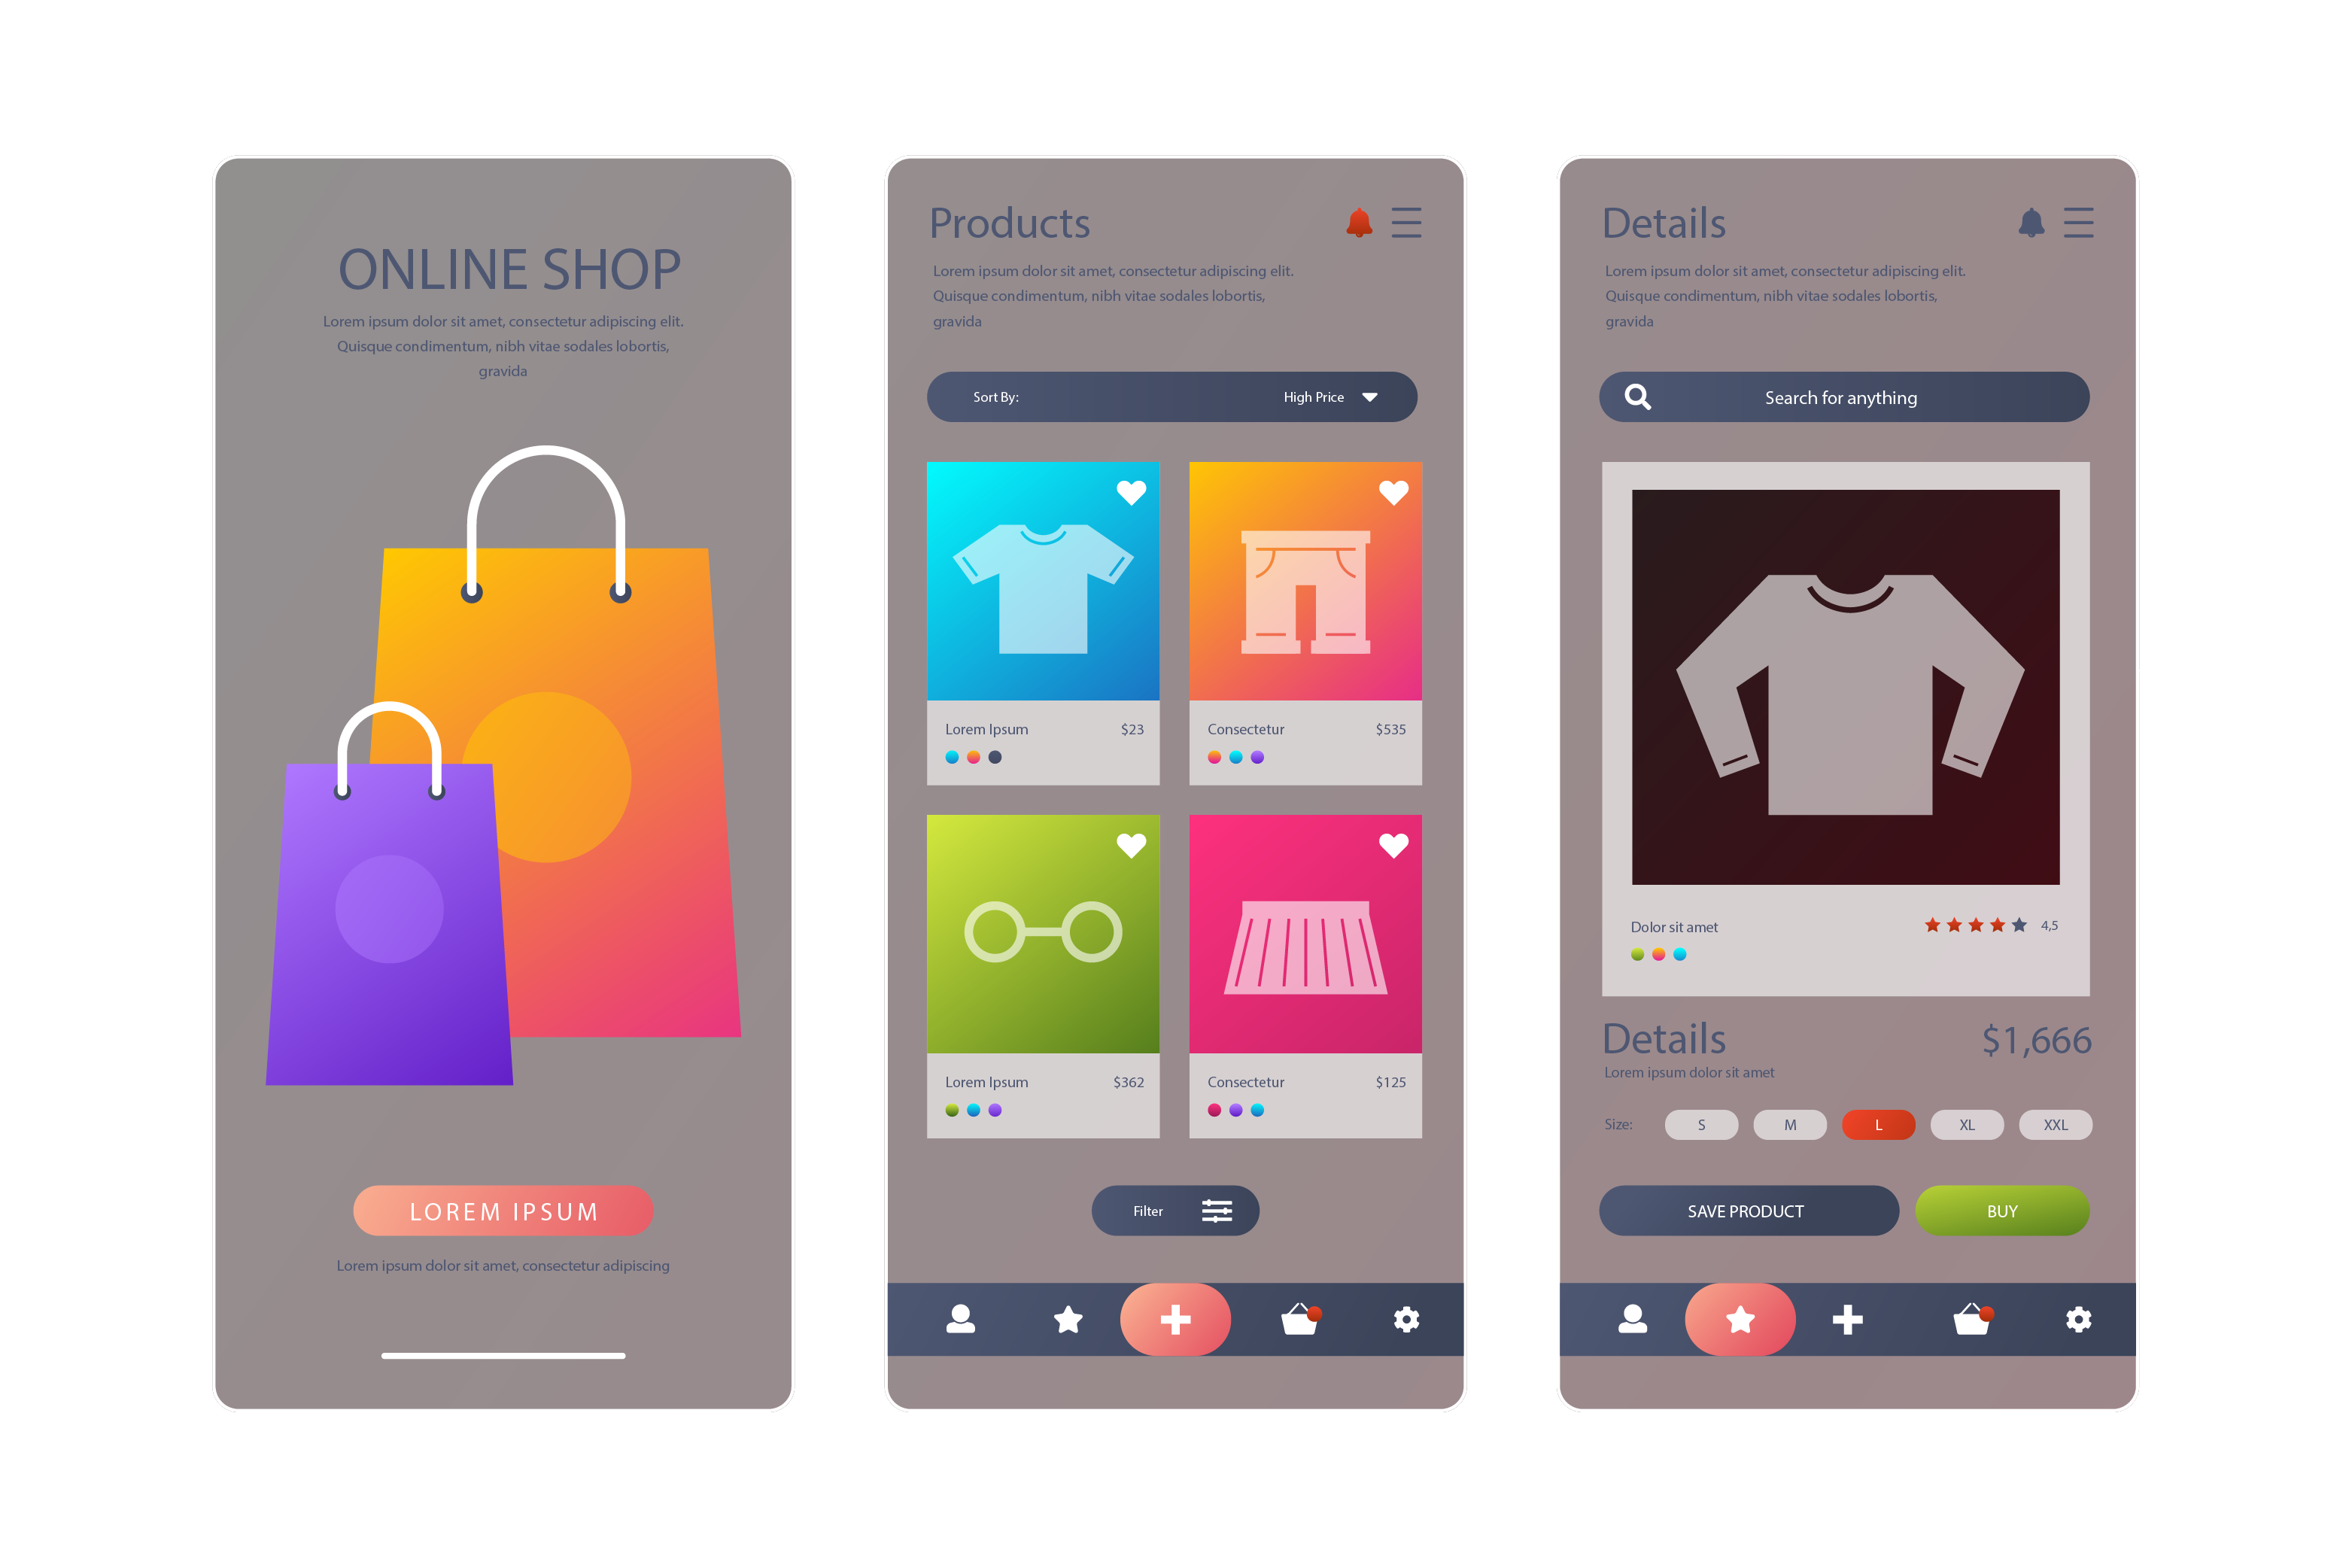 ONLINE SHOP
Lorem ipsum dolor sit amet, consectetur adipiscing elit.
Quisque condimentum, nibh vitae sodales lobortis,
gravida
LOREM IPSUM
Lorem ipsum dolor sit amet, consectetur adipiscing
Products
Lorem ipsum dolor sit amet, consectetur adipiscing elit.
Quisque condimentum, nibh vitae sodales lobortis,
gravida
Sort By: High Price
Lorem Ipsum $23
Consectetur $535
Lorem Ipsum $362
Consectetur $125
Filter
Details
Lorem ipsum dolor sit amet, consectetur adipiscing elit.
Quisque condimentum, nibh vitae sodales lobortis,
gravida
Search for anything
Dolor sit amet 4,5
Details $1,666
Lorem ipsum dolor sit amet
Size: S M L XL XXL
SAVE PRODUCT BUY